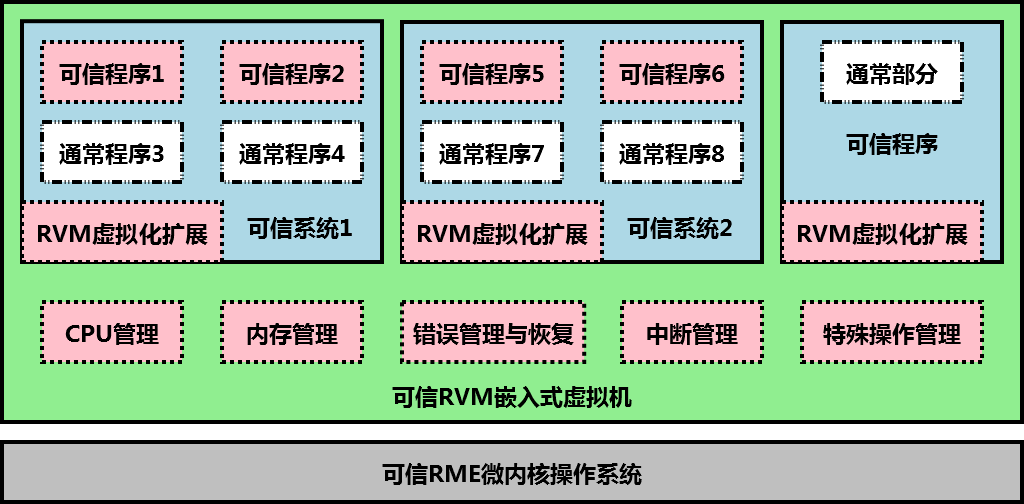 可信程序1
可信程序2
通常程序3
通常程序4
RVM虚拟化扩展
可信系统1
可信程序5
可信程序6
通常程序7
通常程序8
RVM虚拟化扩展
可信系统2
通常部分
可信程序
RVM虚拟化扩展
CPU管理
内存管理
错误管理与恢复
中断管理
特殊操作管理
可信RVM嵌入式虚拟机
可信RME微内核操作系统